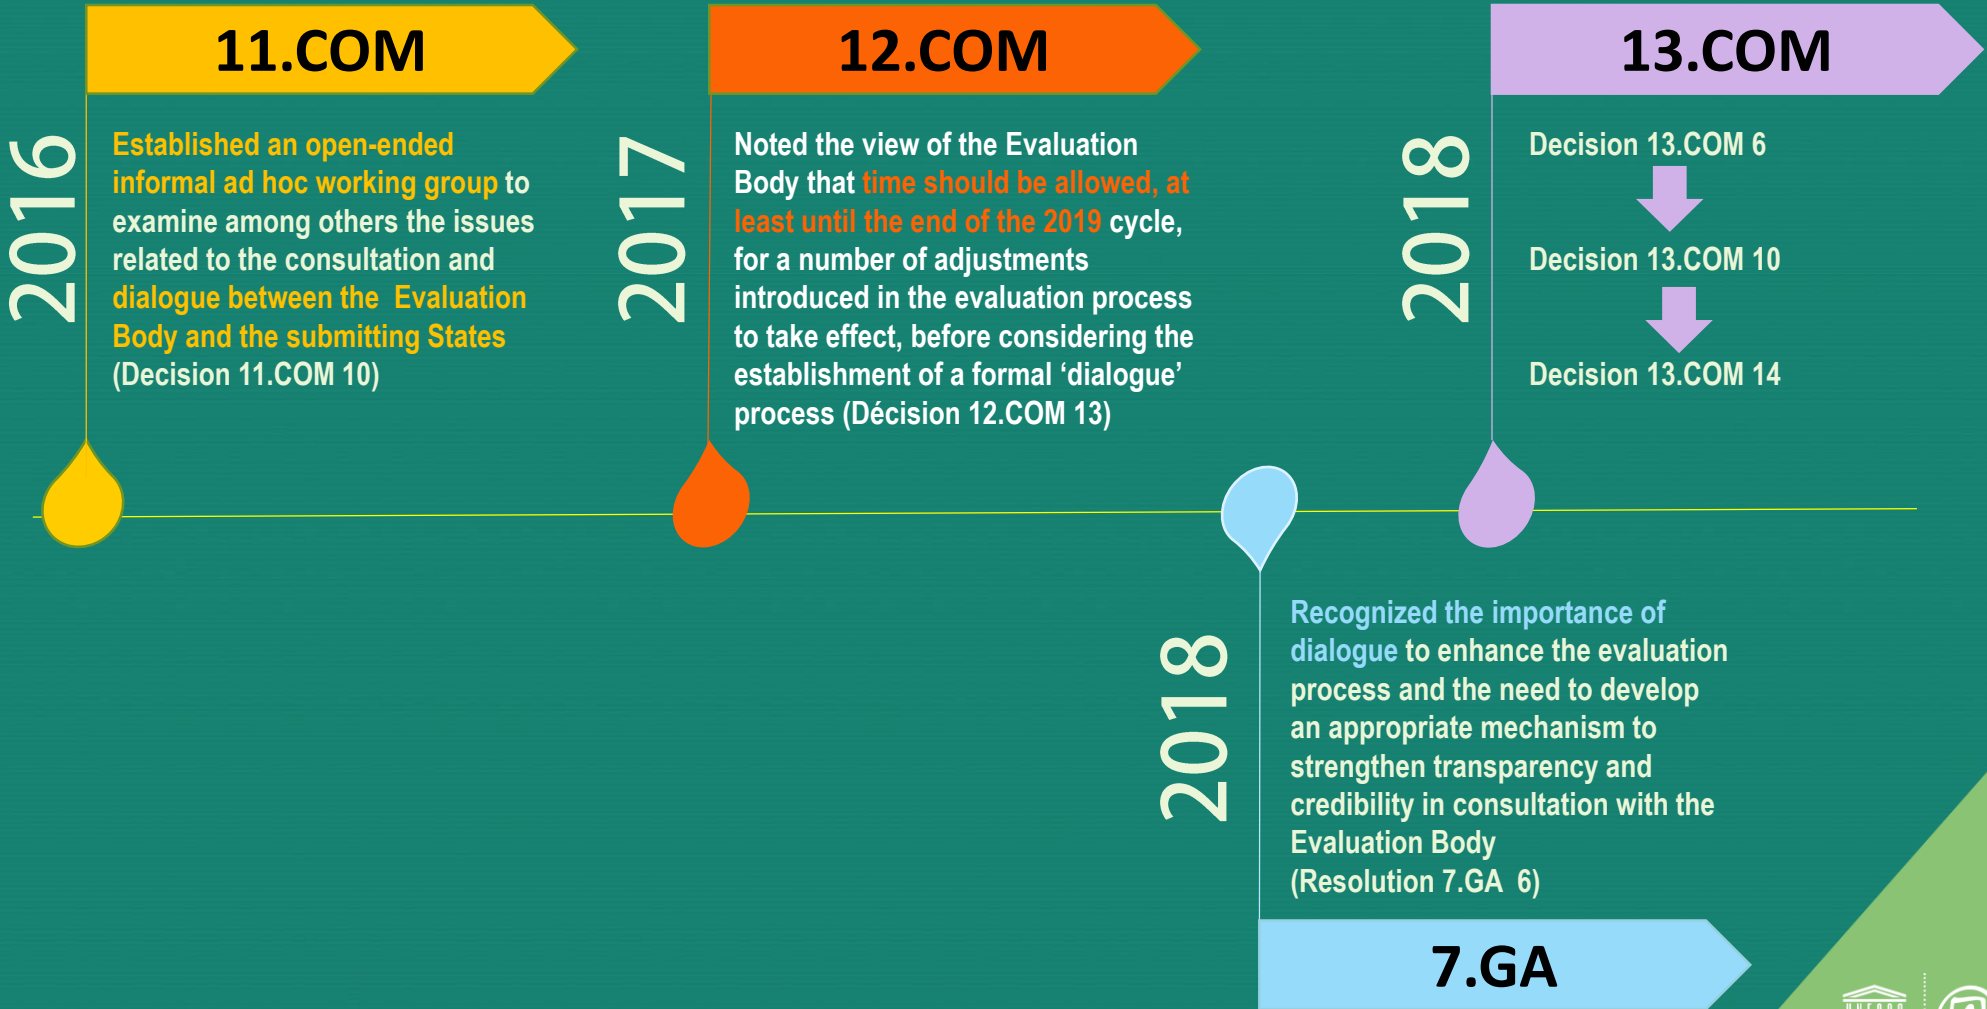 11.COM
2016
Established an open-ended
informal ad hoc working group to
examine among others the issues
related to the consultation and
dialogue between the Evaluation
Body and the submitting States
(Decision 11.COM 10)
12.COM
2017
Noted the view of the Evaluation
Body that time should be allowed, at
least until the end of the 2019 cycle,
for a number of adjustments
introduced in the evaluation process
to take effect, before considering the
establishment of a formal ‘dialogue’
process (Décision 12.COM 13)
13.COM
2018
Decision 13.COM 6
Decision 13.COM 10
Decision 13.COM 14
2018
Recognized the importance of
dialogue to enhance the evaluation
process and the need to develop
an appropriate mechanism to
strengthen transparency and
credibility in consultation with the
Evaluation Body
(Resolution 7.GA 6)
7.GA